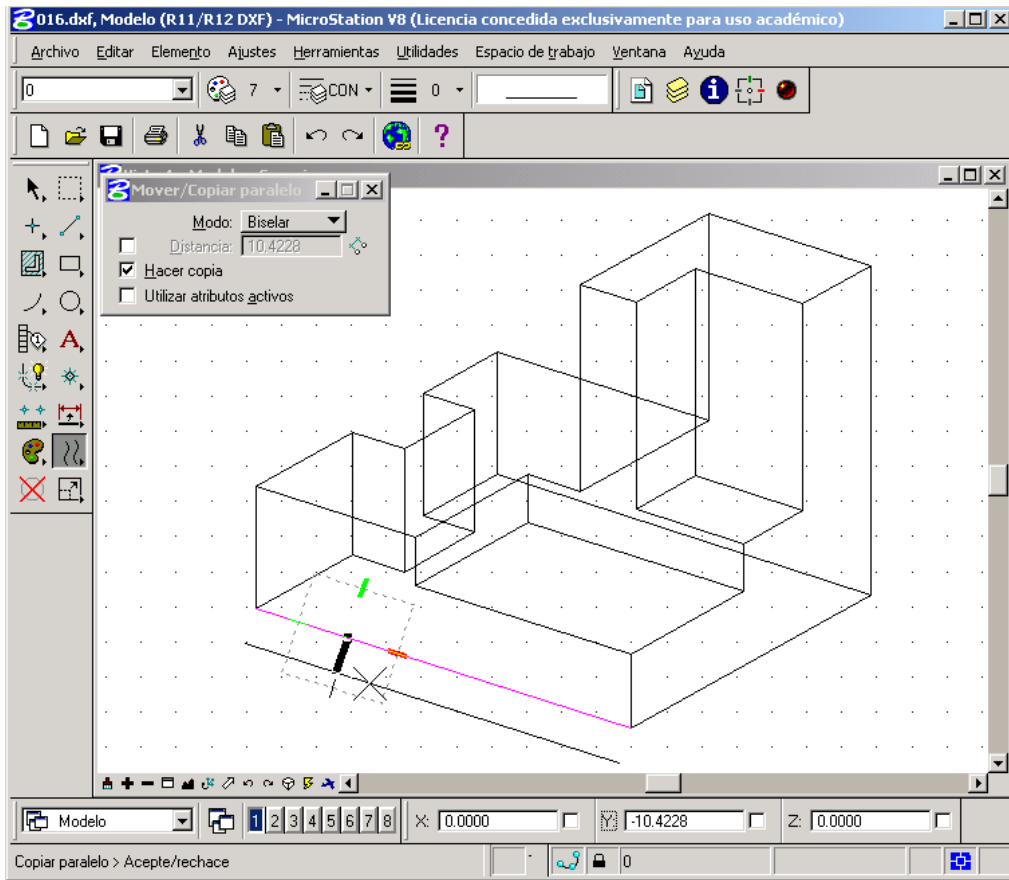 016.dxf, Modelo (R11/R12 DXF) - MicroStation V8 (Licencia concedida exclusivamente para uso académico)
Archivo Editar Elemento Ajustes Herramientas Utilidades Espacio de trabajo Ventana Ayuda
0 7 CON 0
Mover/Copiar paralelo
Modo: Biselar
Distancia: 10,4228
Hacer copia
Utilizar atributos activos
Modelo 1 2 3 4 5 6 7 8 X: 0.0000 Y: -10.4228 Z: 0.0000
Copiar paralelo > Acepte/rechace 0